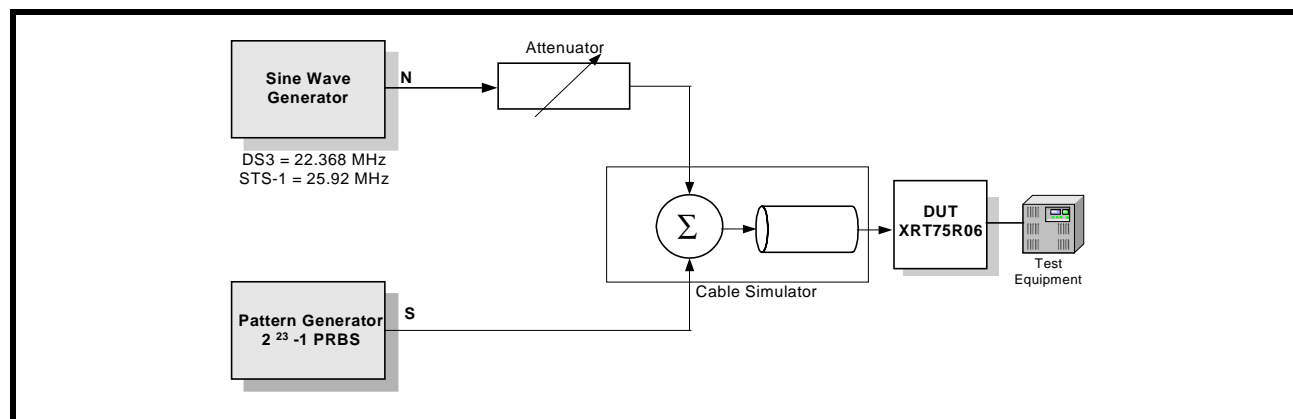 Attenuator
Sine Wave
Generator
N
DS3 = 22.368 MHz
STS-1 = 25.92 MHz
Σ
DUT
XRT75R06
Test
Equipment
Cable Simulator
Pattern Generator
2 ²³ -1 PRBS
S